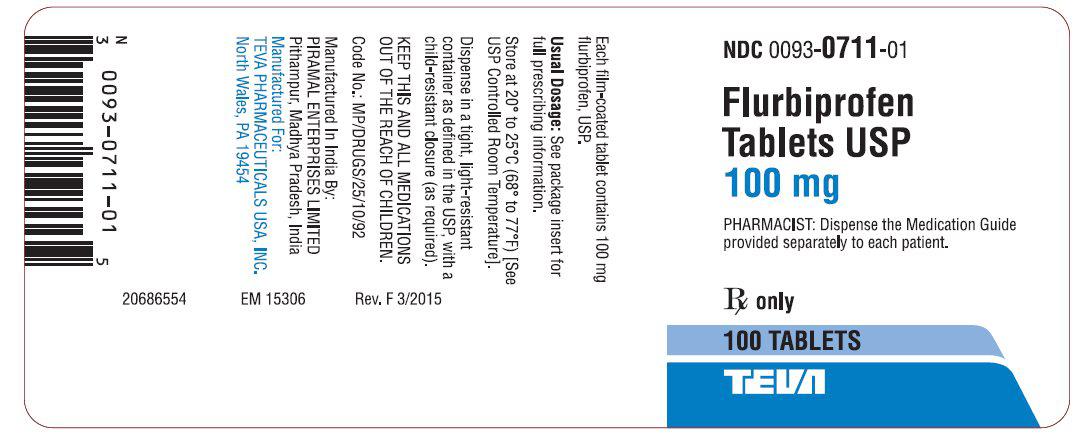 NDC 0093-0711-01
Flurbiprofen
Tablets USP
100 mg
PHARMACIST: Dispense the Medication Guide
provided separately to each patient.
Rx only
100 TABLETS
TEVA
Each film-coated tablet contains 100 mg
flurbiprofen, USP.
Usual Dosage: See package insert for
full prescribing information.
Store at 20° to 25°C (68° to 77°F) [See
USP Controlled Room Temperature].
Dispense in a tight, light-resistant
container as defined in the USP, with a
child-resistant closure (as required).
KEEP THIS AND ALL MEDICATIONS
OUT OF THE REACH OF CHILDREN.
Code No.: MP/DRUGS/25/10/92
Manufactured In India By:
PIRAMAL ENTERPRISES LIMITED
Pithampur, Madhya Pradesh, India
Manufactured For:
TEVA PHARMACEUTICALS USA, INC.
North Wales, PA 19454
N
3 0093-0711-01 5
20686554 EM 15306 Rev. F 3/2015